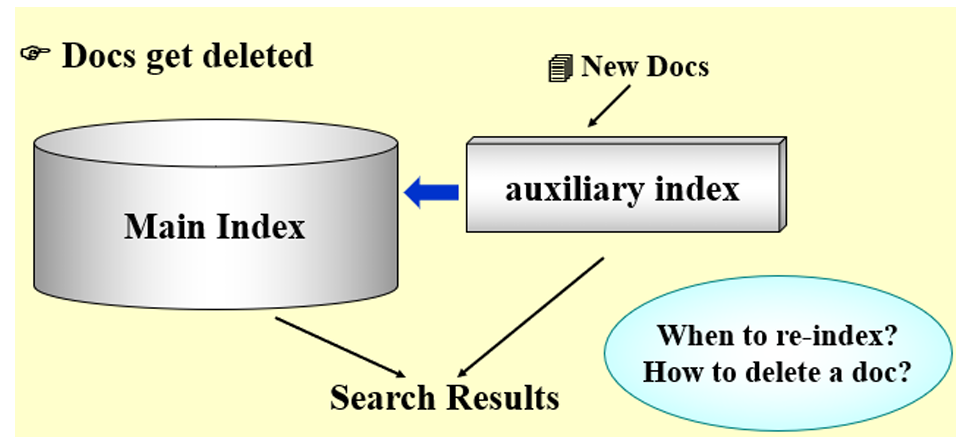 Docs get deleted
New Docs
auxiliary index
Main Index
When to re-index?
How to delete a doc?
Search Results